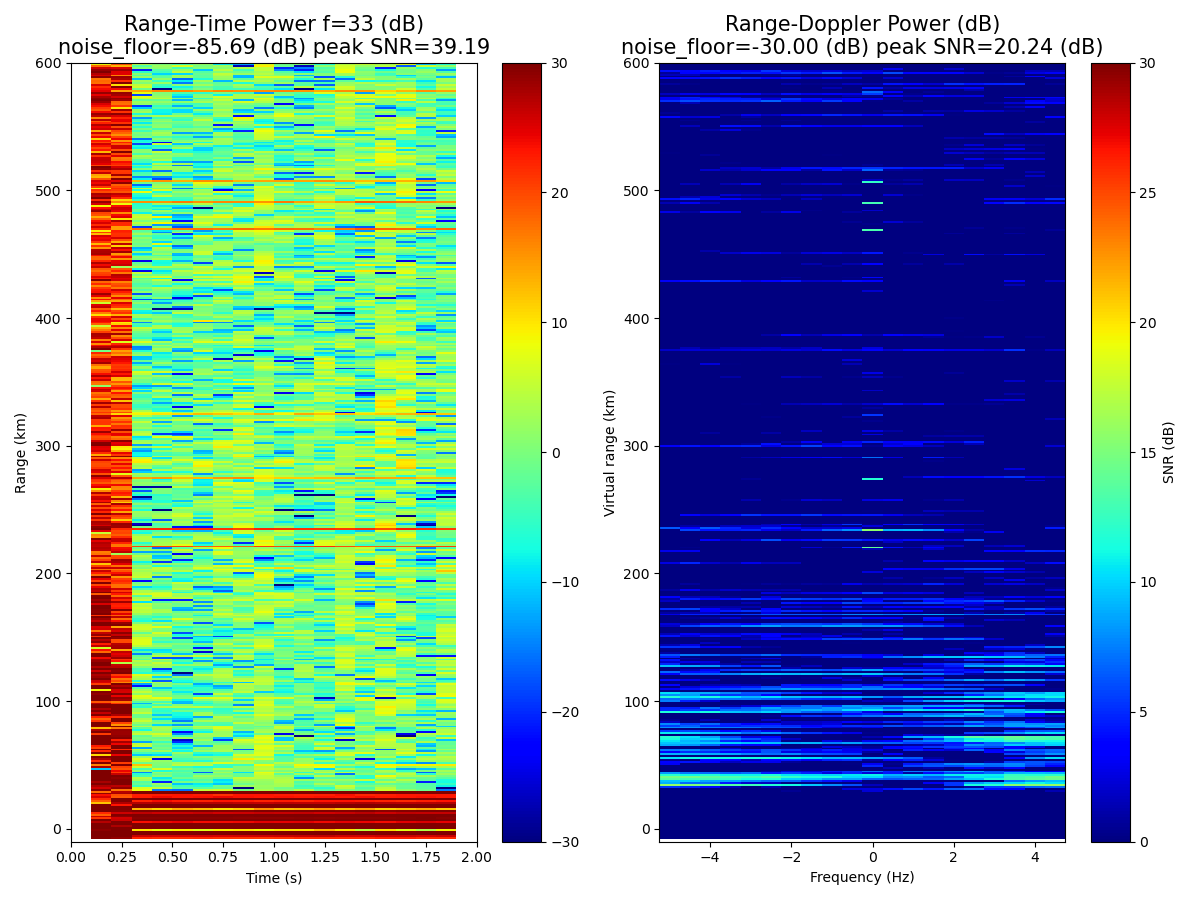 Range-Time Power f=33 (dB)
noise_floor=-85.69 (dB) peak SNR=39.19
Range (km)
600
500
400
300
200
100
0
0.00 0.25 0.50 0.75 1.00 1.25 1.50 1.75 2.00
Time (s)
30
20
10
0
−10
−20
−30
Range-Doppler Power (dB)
noise_floor=-30.00 (dB) peak SNR=20.24 (dB)
Virtual range (km)
600
500
400
300
200
100
0
−4 −2 0 2 4
Frequency (Hz)
30
25
20
15
10
5
0
SNR (dB)